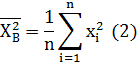 $\overline{X_B^2} = \frac{1}{n}\sum_{i=1}^{n} x_i^2$ (2)